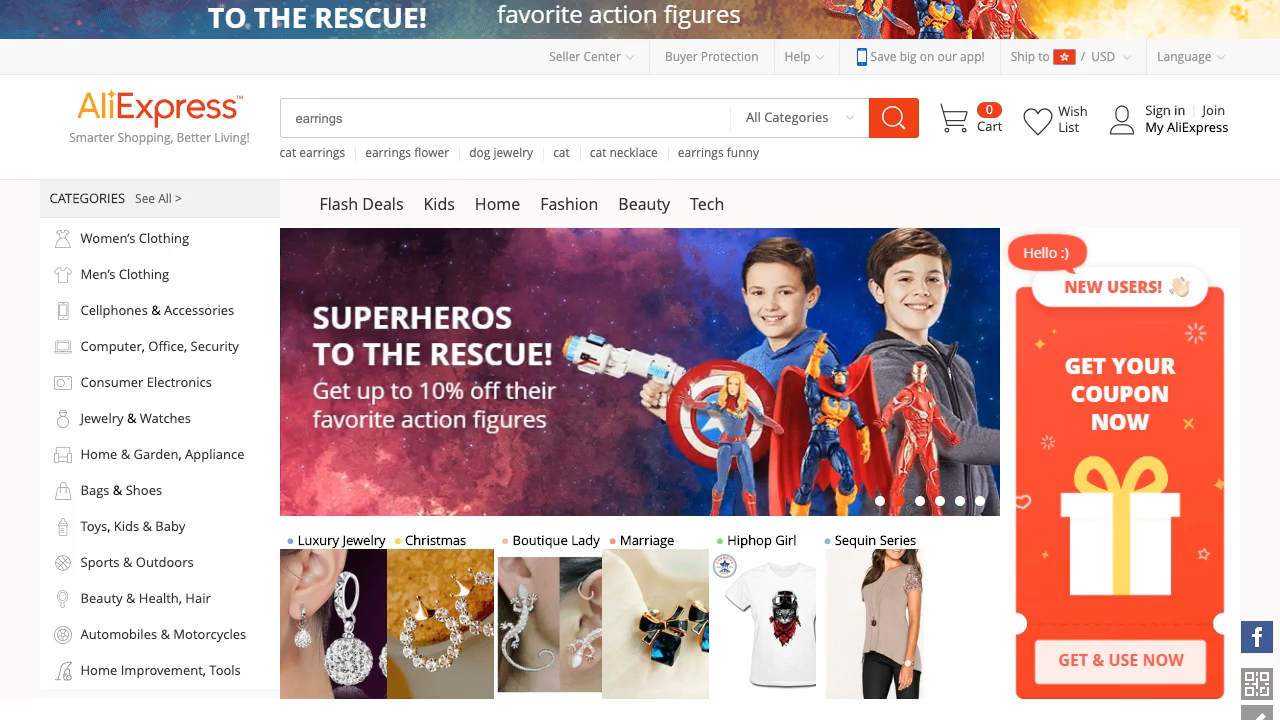 TO THE RESCUE!
favorite action figures
Seller Center
Buyer Protection
Help
Save big on our app!
Ship to / USD
Language
AliExpress™
Smarter Shopping, Better Living!
earrings
All Categories
0
Cart
Wish
List
Sign in
Join
My AliExpress
cat earrings
earrings flower
dog jewelry
cat
cat necklace
earrings funny
CATEGORIES
See All >
Women's Clothing
Men's Clothing
Cellphones & Accessories
Computer, Office, Security
Consumer Electronics
Jewelry & Watches
Home & Garden, Appliance
Bags & Shoes
Toys, Kids & Baby
Sports & Outdoors
Beauty & Health, Hair
Automobiles & Motorcycles
Home Improvement, Tools
Flash Deals
Kids
Home
Fashion
Beauty
Tech
SUPERHEROS
TO THE RESCUE!
Get up to 10% off their
favorite action figures
Hello :)
NEW USERS!
GET YOUR
COUPON
NOW
GET & USE NOW
Luxury Jewelry
Christmas
Boutique Lady
Marriage
Hiphop Girl
Sequin Series
f